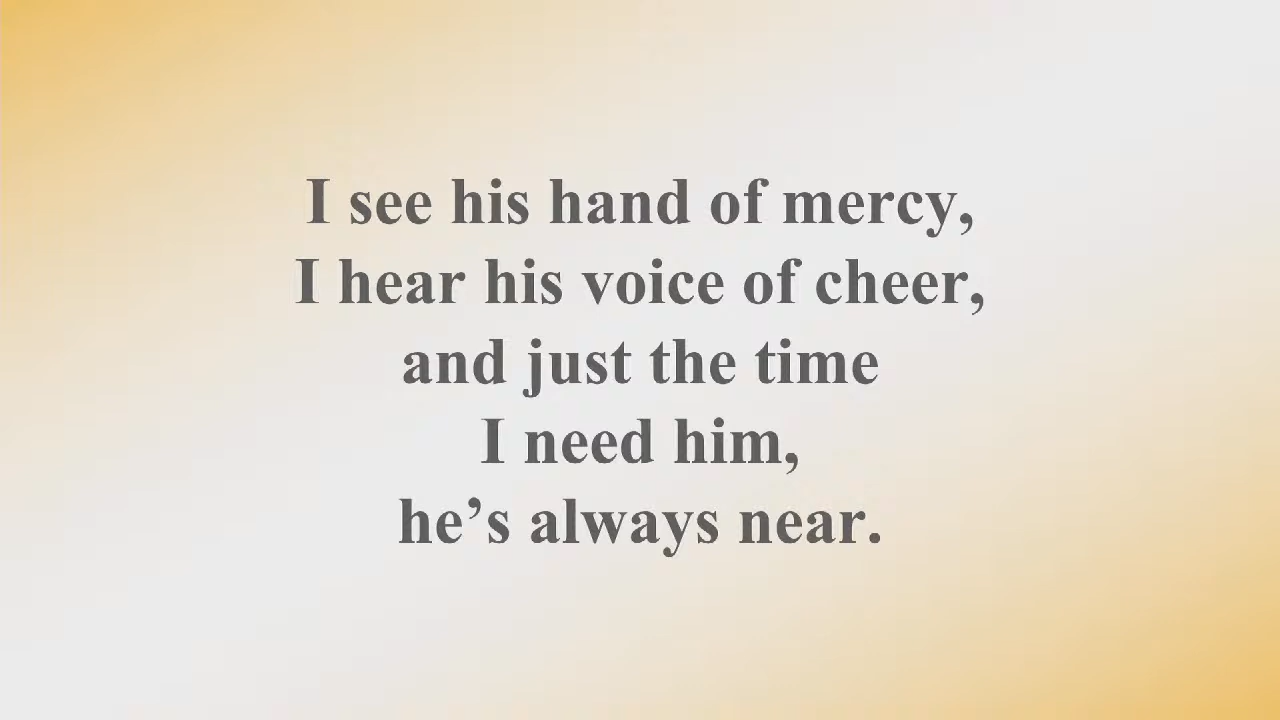 I see his hand of mercy,
I hear his voice of cheer,
and just the time
I need him,
he’s always near.